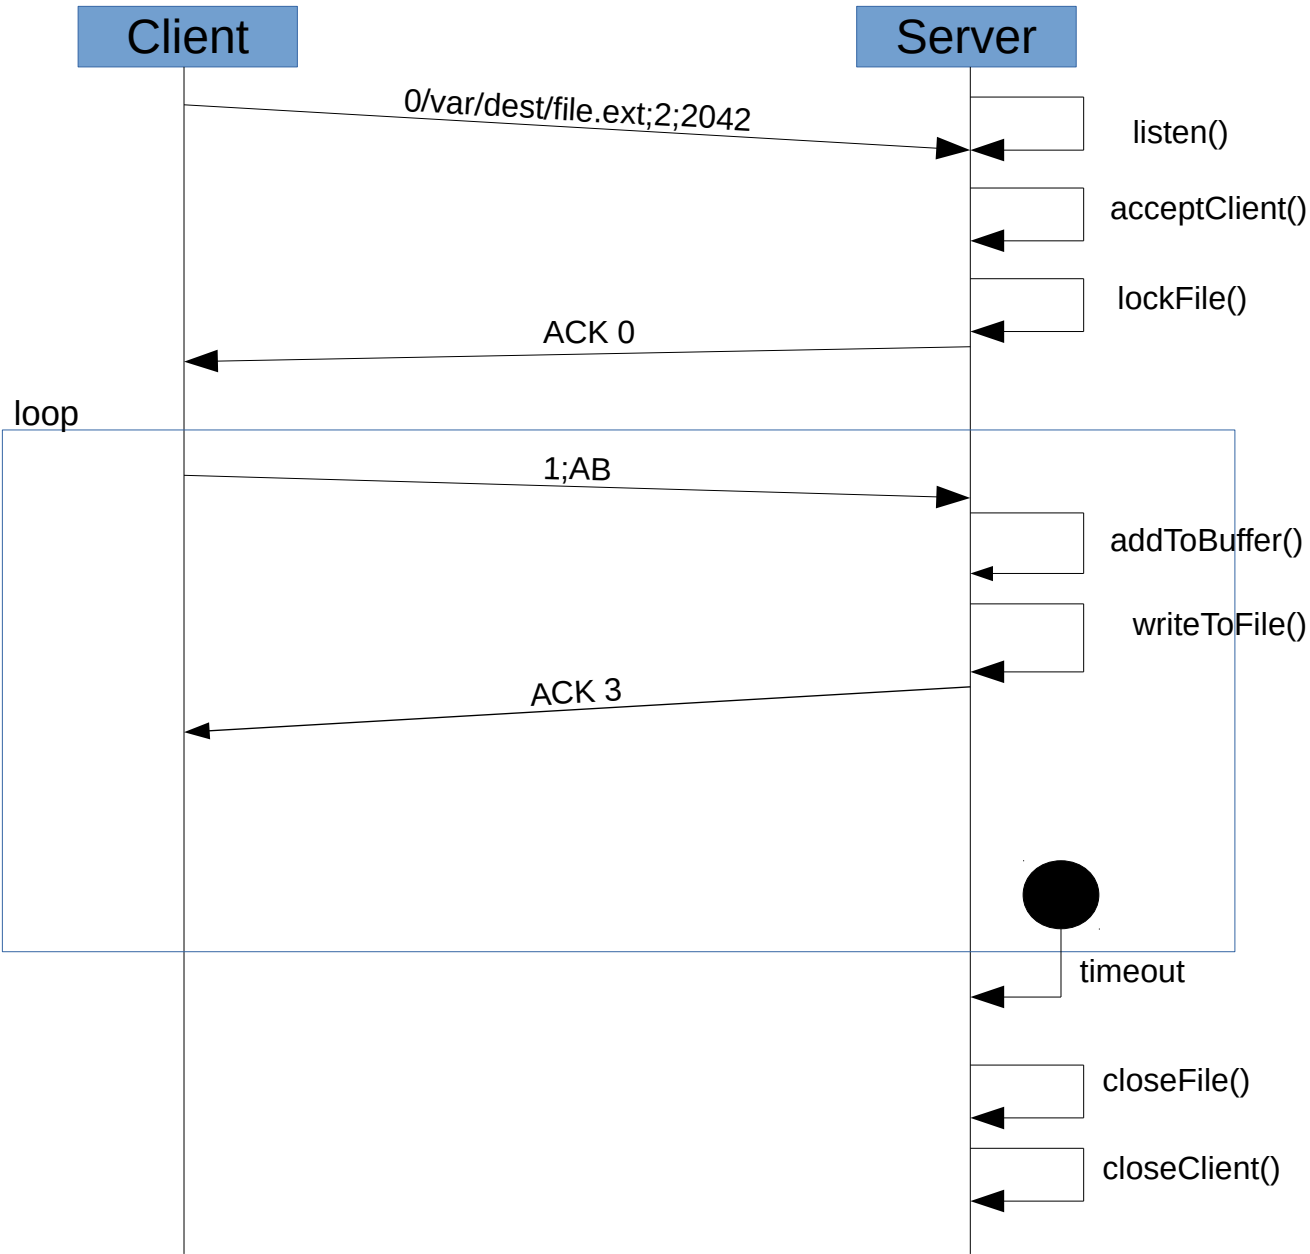 Client
Server
0/var/dest/file.ext;2;2042
listen()
acceptClient()
lockFile()
ACK 0
loop
1;AB
addToBuffer()
writeToFile()
ACK 3
timeout
closeFile()
closeClient()